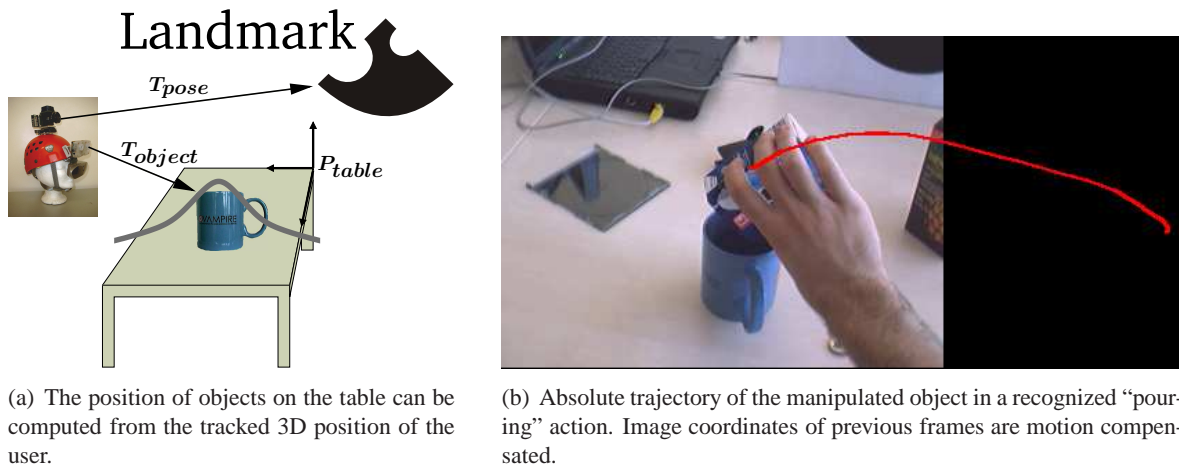 Landmark
T_pose
T_object
P_table
VAMPIRE
(a) The position of objects on the table can be
computed from the tracked 3D position of the
user.
(b) Absolute trajectory of the manipulated object in a recognized “pour-
ing” action. Image coordinates of previous frames are motion compen-
sated.